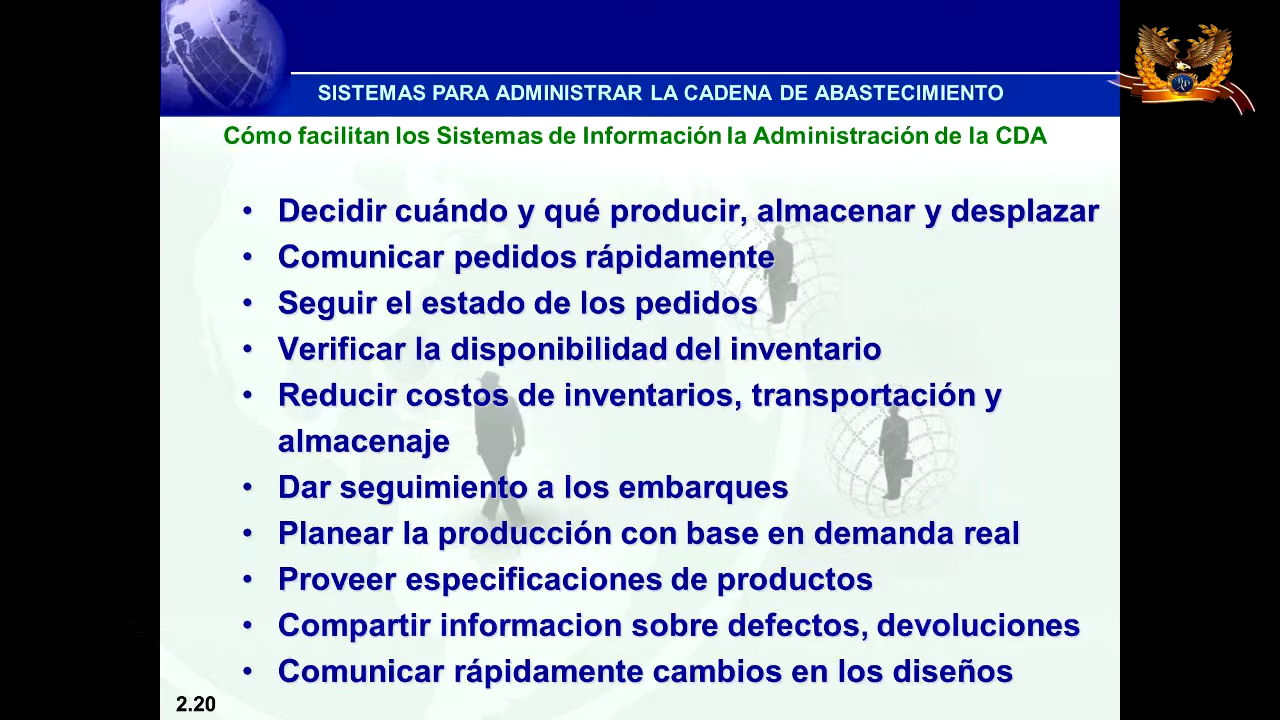 SISTEMAS PARA ADMINISTRAR LA CADENA DE ABASTECIMIENTO
Cómo facilitan los Sistemas de Información la Administración de la CDA
• Decidir cuándo y qué producir, almacenar y desplazar
• Comunicar pedidos rápidamente
• Seguir el estado de los pedidos
• Verificar la disponibilidad del inventario
• Reducir costos de inventarios, transportación y
almacenaje
• Dar seguimiento a los embarques
• Planear la producción con base en demanda real
• Proveer especificaciones de productos
• Compartir informacion sobre defectos, devoluciones
• Comunicar rápidamente cambios en los diseños
2.20